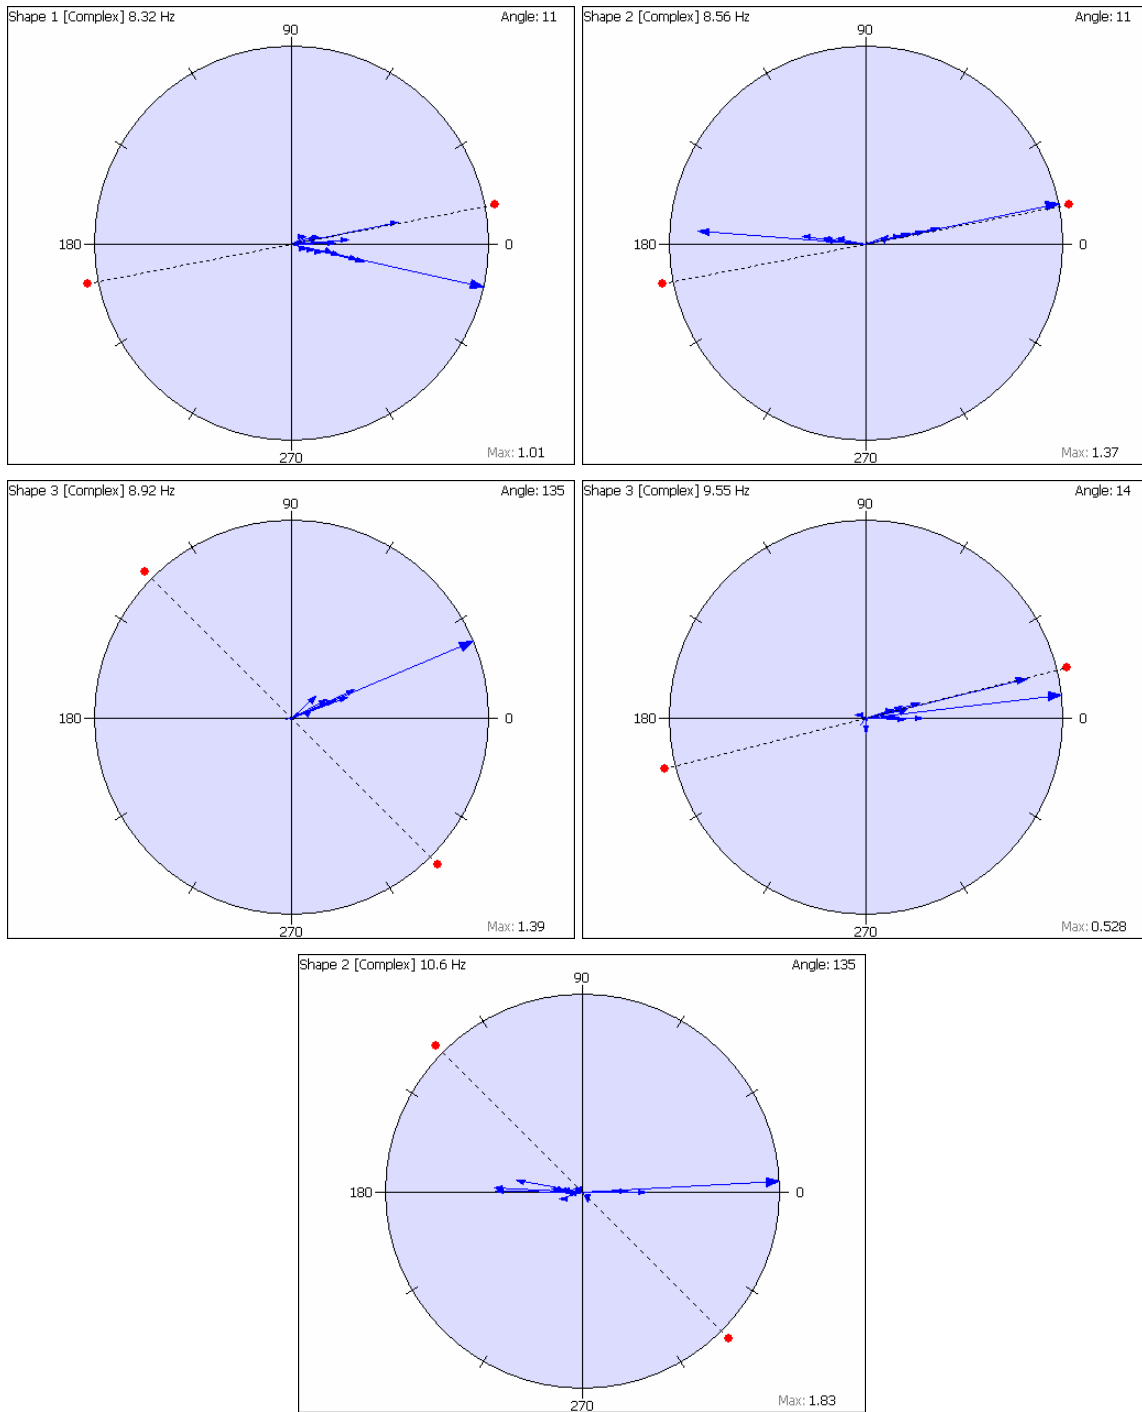 Shape 1 [Complex] 8.32 Hz Angle: 11
90
180 0
270
Max: 1.01
Shape 2 [Complex] 8.56 Hz Angle: 11
90
180 0
270
Max: 1.37
Shape 3 [Complex] 8.92 Hz Angle: 135
90
180 0
270
Max: 1.39
Shape 3 [Complex] 9.55 Hz Angle: 14
90
180 0
270
Max: 0.528
Shape 2 [Complex] 10.6 Hz Angle: 135
90
180 0
270
Max: 1.83